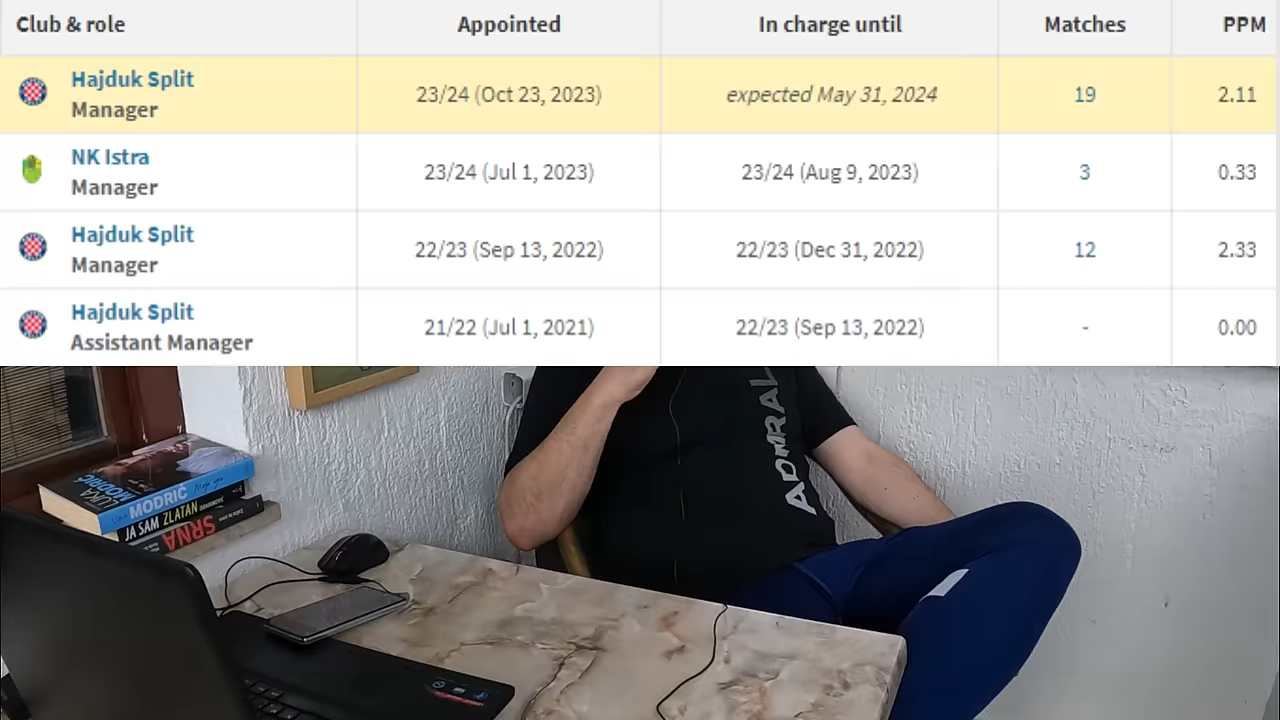 Club & role Appointed In charge until Matches PPM
Hajduk Split
Manager
23/24 (Oct 23, 2023) expected May 31, 2024 19 2.11
NK Istra
Manager
23/24 (Jul 1, 2023) 23/24 (Aug 9, 2023) 3 0.33
Hajduk Split
Manager
22/23 (Sep 13, 2022) 22/23 (Dec 31, 2022) 12 2.33
Hajduk Split
Assistant Manager
21/22 (Jul 1, 2021) 22/23 (Sep 13, 2022) - 0.00
ADMIRAL
LUKA
MODRIĆ
MODRIĆ
JA SAM ZLATAN
SRNA